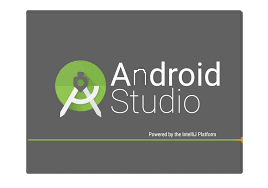 Android
Studio
Powered by the IntelliJ Platform